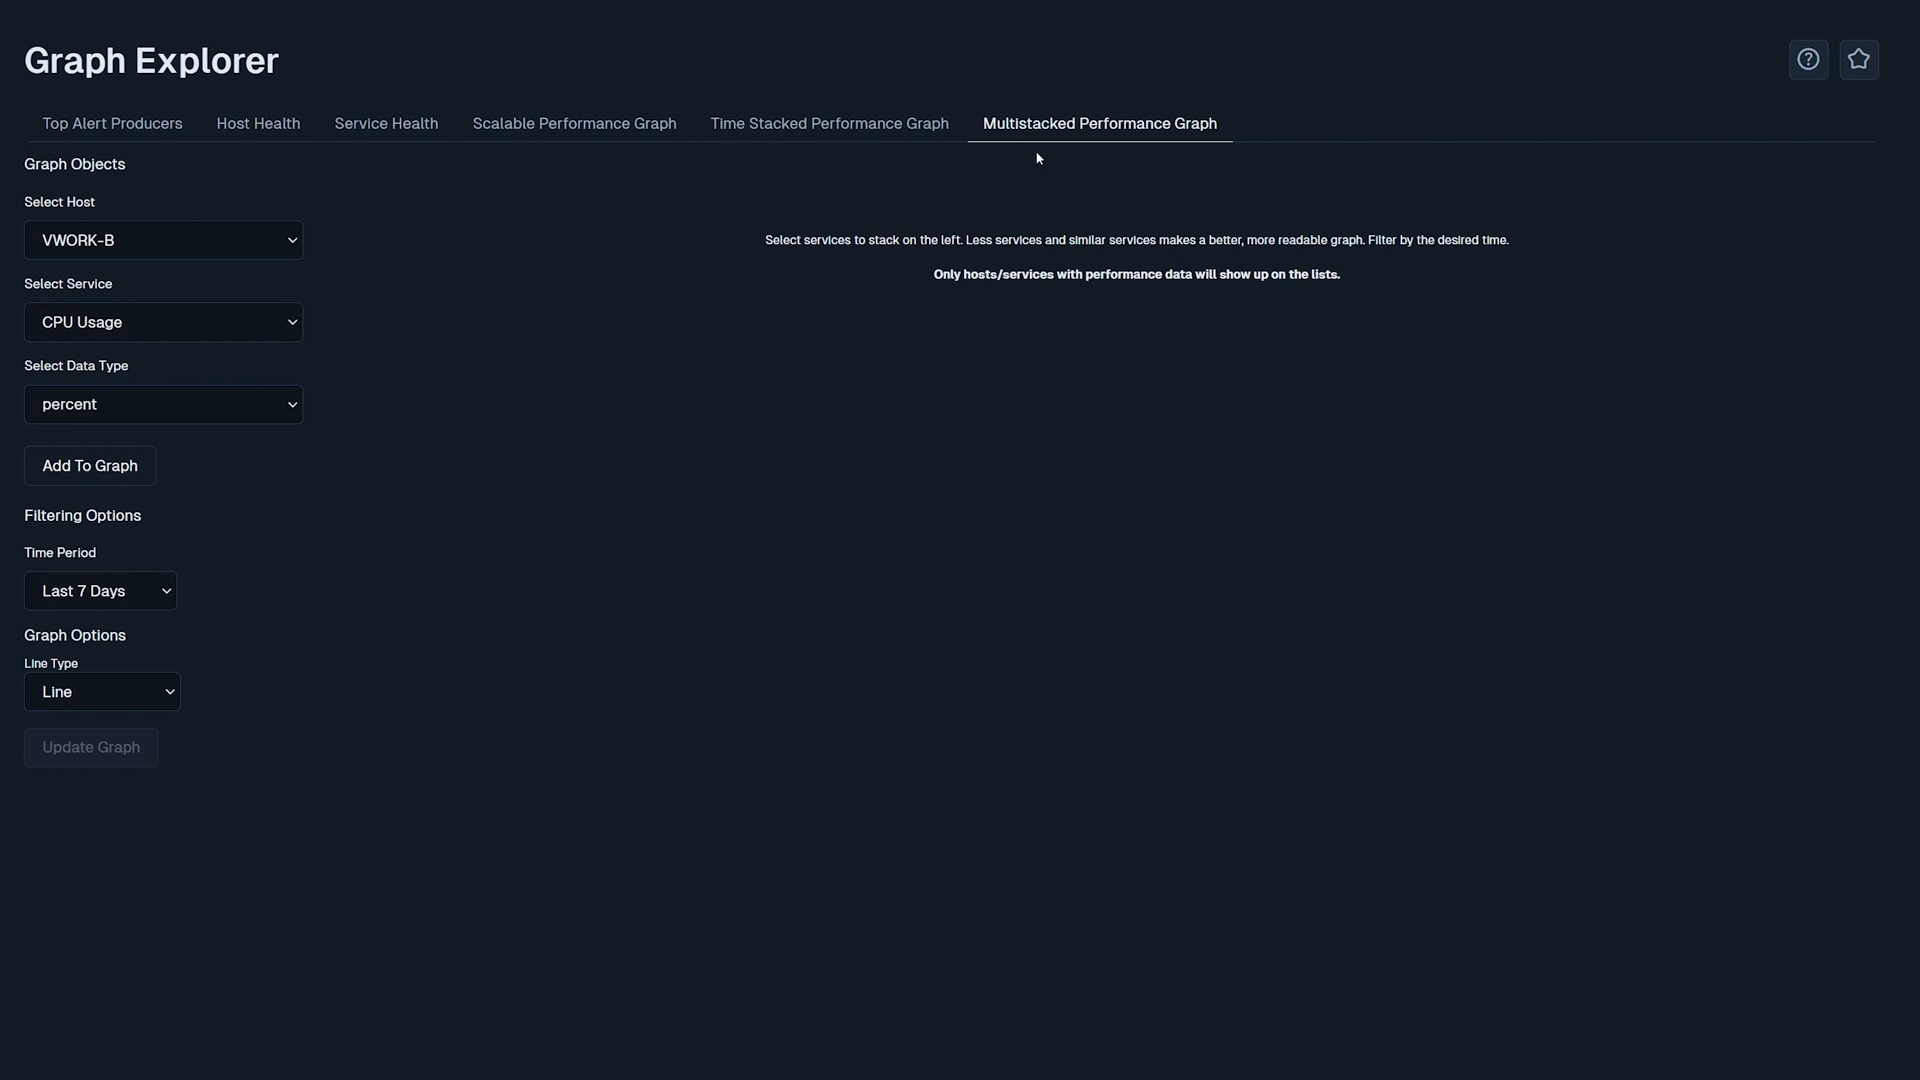 Graph Explorer
Top Alert Producers
Host Health
Service Health
Scalable Performance Graph
Time Stacked Performance Graph
Multistacked Performance Graph
Graph Objects
Select Host
VWORK-B
Select Service
CPU Usage
Select Data Type
percent
Add To Graph
Filtering Options
Time Period
Last 7 Days
Graph Options
Line Type
Line
Update Graph
Select services to stack on the left. Less services and similar services makes a better, more readable graph. Filter by the desired time.
Only hosts/services with performance data will show up on the lists.